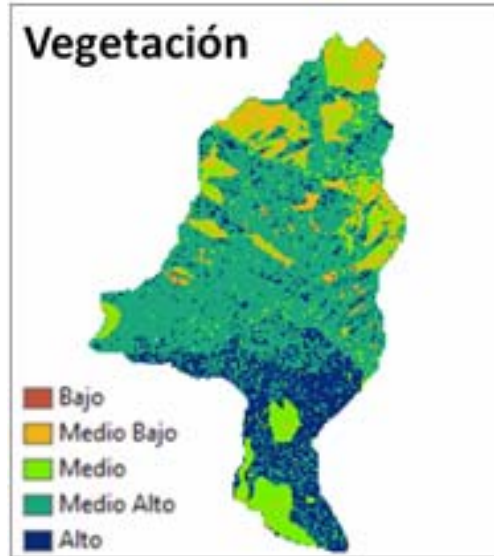 Vegetación
Bajo
Medio Bajo
Medio
Medio Alto
Alto